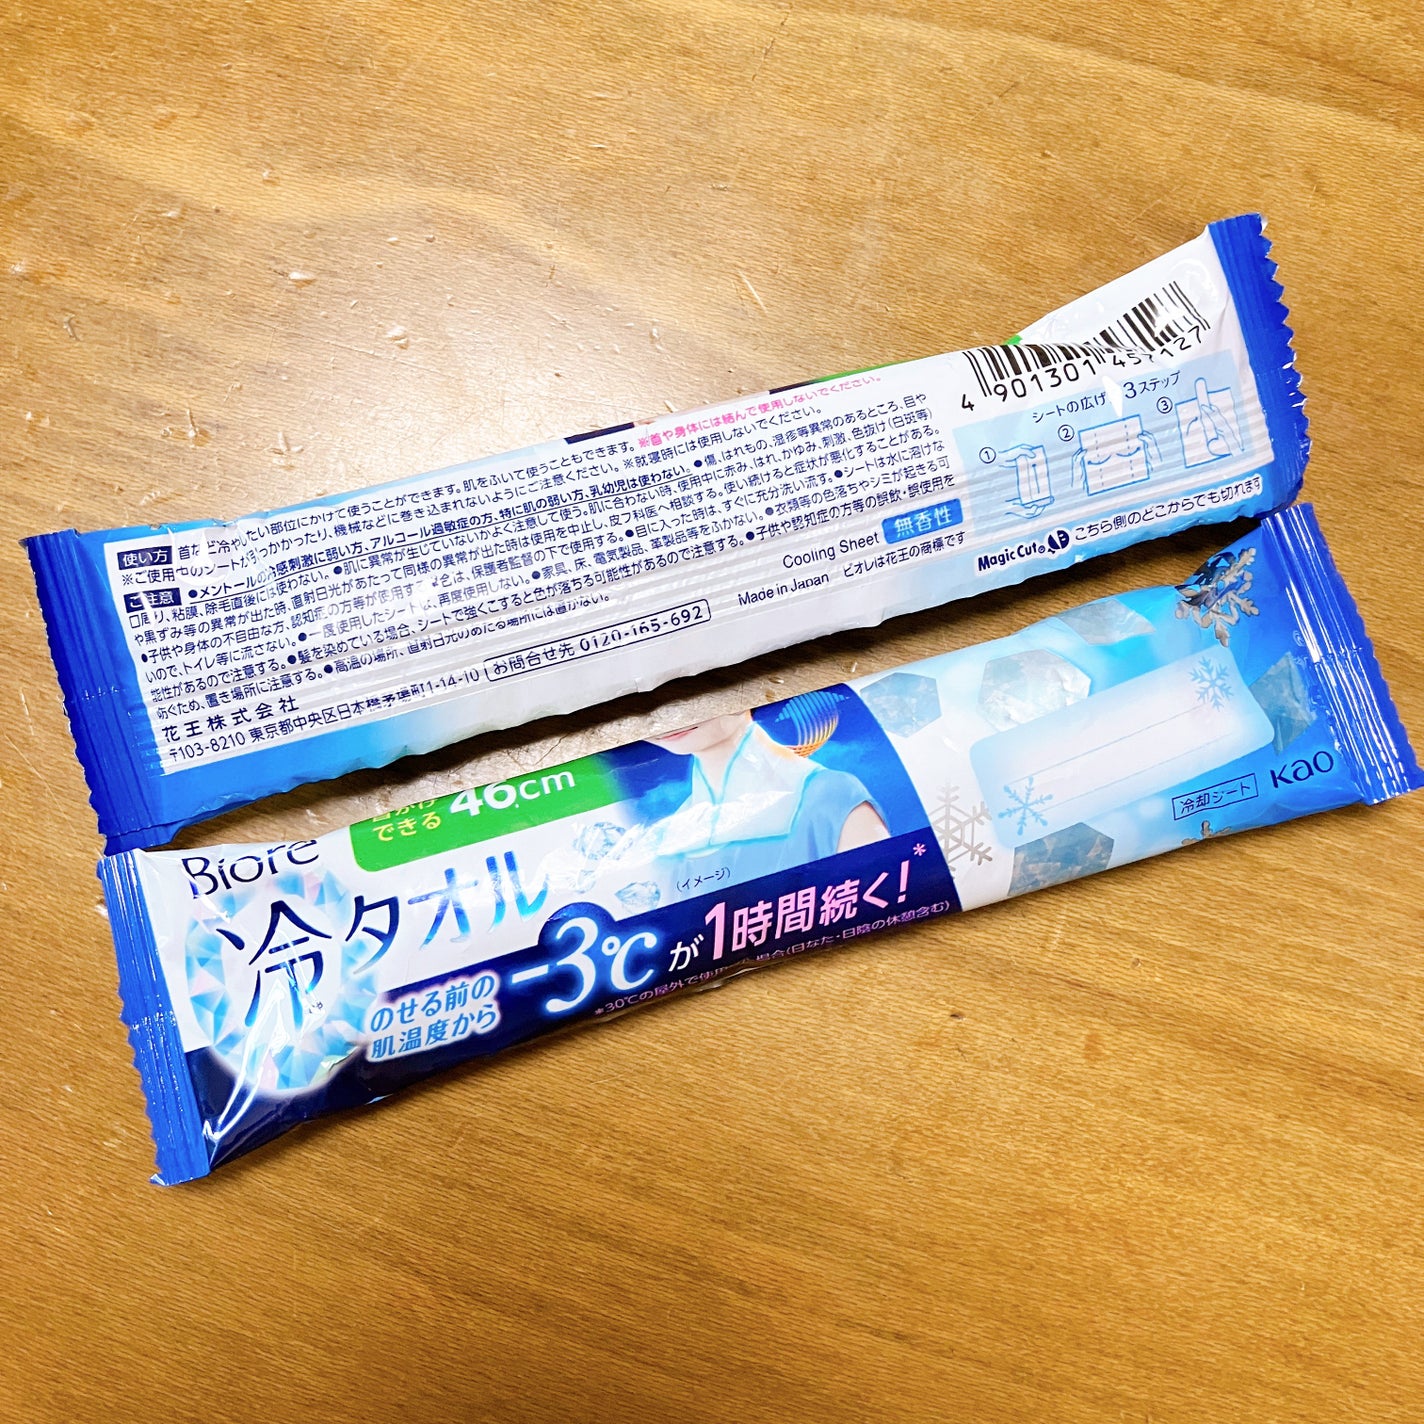 使い方 首など冷やしたい部位にかけて使うことができます。肌をふいて使うこともできます。※首や身体には結んで使用しないでください。
※ご使用中のシートがひっかかったり、機械などに巻き込まれないようにご注意ください。※就寝時には使用しないでください。
ご注意 ●メントールの冷感刺激に弱い方、アルコール過敏症の方、特に肌の弱い方、乳幼児は使わない。●傷、はれもの、湿疹等異常のあるところ、目や
口周り、粘膜、除毛直後には使わない。●肌に異常が生じていないかよく注意して使う。肌に合わない時、使用中に赤み、はれ、かゆみ、刺激、色抜け(白斑等)
や黒ずみ等の異常が出た時、直射日光があたって同様の異常が出た時は使用を中止し、皮フ科医へ相談する。使い続けると症状が悪化することがある。
●子供や身体の不自由な方、認知症の方等が使用する場合は、保護者監督の下で使用する。●目に入った時は、すぐに充分洗い流す。●シートは水に溶けな
いので、トイレ等に流さない。●一度使用したシートは、再度使用しない。●家具、床、電気製品、革製品等をふかない。●衣類等の色落ちやシミが起きる可
能性があるので注意する。●髪を染めている場合、シートで強くこすると色が落ちる可能性があるので注意する。●子供や認知症の方等の誤飲・誤使用を
防ぐため、置き場所に注意する。●高温の場所、直射日光のあたる場所には置かない。
花王株式会社
〒103-8210 東京都中央区日本橋茅場町1-14-10 お問合せ先 0120-165-692
Cooling Sheet 無香性
Made in Japan ビオレは花王の商標です
4 901301 457127
シートの広げ 3ステップ
① ② ③
Magic Cut® こちら側のどこからでも切れます
Bioré
首かけ
できる 46cm
冷タオル
(イメージ)
のせる前の
肌温度から
-3℃が1時間続く!*
*30℃の屋外で使用 場合(日なた・日陰の休憩含む)
冷却シート Kao